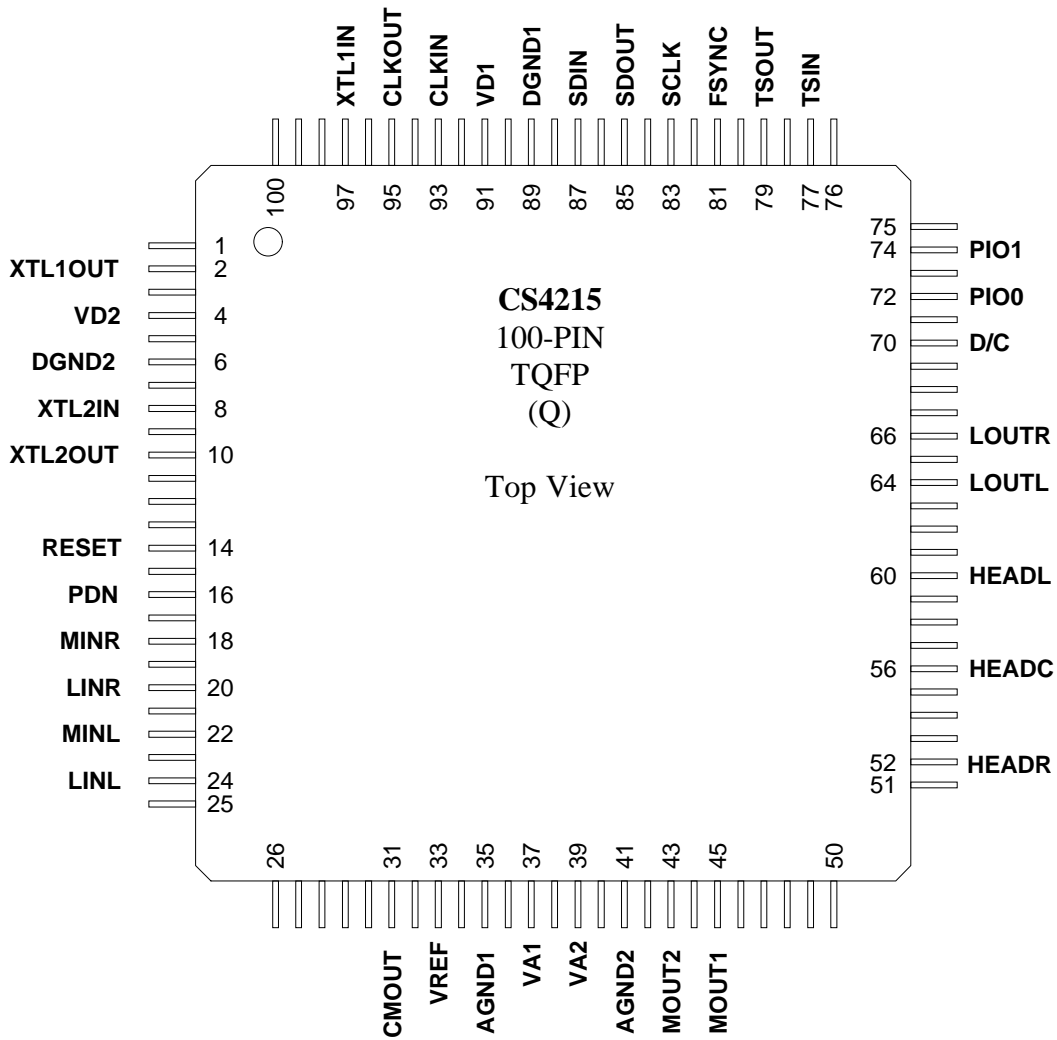 XTL1IN
CLKOUT
CLKIN
VD1
DGND1
SDIN
SDOUT
SCLK
FSYNC
TSOUT
TSIN
100
97
95
93
91
89
87
85
83
81
79
77
76
1
XTL1OUT 2
VD2 4
DGND2 6
XTL2IN 8
XTL2OUT 10
RESET 14
PDN 16
MINR 18
LINR 20
MINL 22
LINL 24
25
CS4215
100-PIN
TQFP
(Q)
Top View
75
74 PIO1
72 PIO0
70 D/C
66 LOUTR
64 LOUTL
60 HEADL
56 HEADC
52 HEADR
51
26
31
33
35
37
39
41
43
45
50
CMOUT
VREF
AGND1
VA1
VA2
AGND2
MOUT2
MOUT1